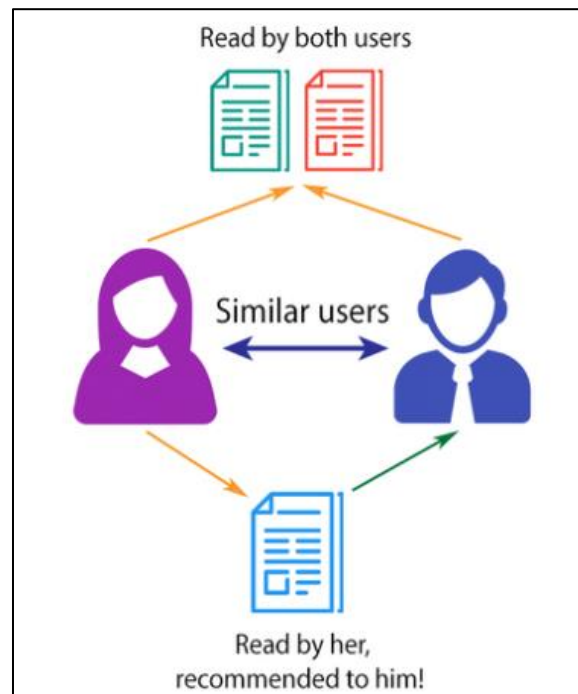 Read by both users
Similar users
Read by her,
recommended to him!